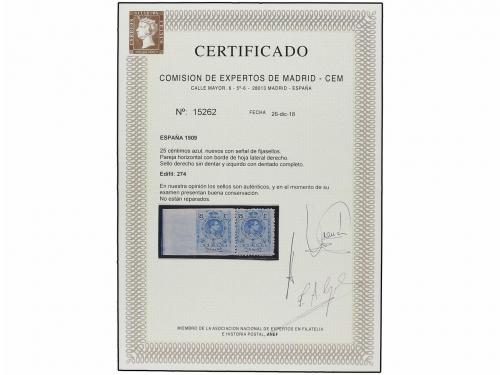 CERTIFICADO
COMISION DE EXPERTOS DE MADRID - CEM
CALLE MAYOR, 6 - 5º-6 - 28013 MADRID - ESPAÑA
Nº: 15262 FECHA 26-dic-18
ESPAÑA 1909
25 céntimos azul, nuevos con señal de fijasellos.
Pareja horizontal con borde de hoja lateral derecho.
Sello derecho sin dentar y izquirdo con dentado completo.
Edifil: 274
En nuestra opinión los sellos son auténticos, y en el momento de su
examen presentan buena conservación.
No están reparados.
MIEMBRO DE LA ASOCIACION NACIONAL DE EXPERTOS EN FILATELIA
E HISTORIA POSTAL, ANEF